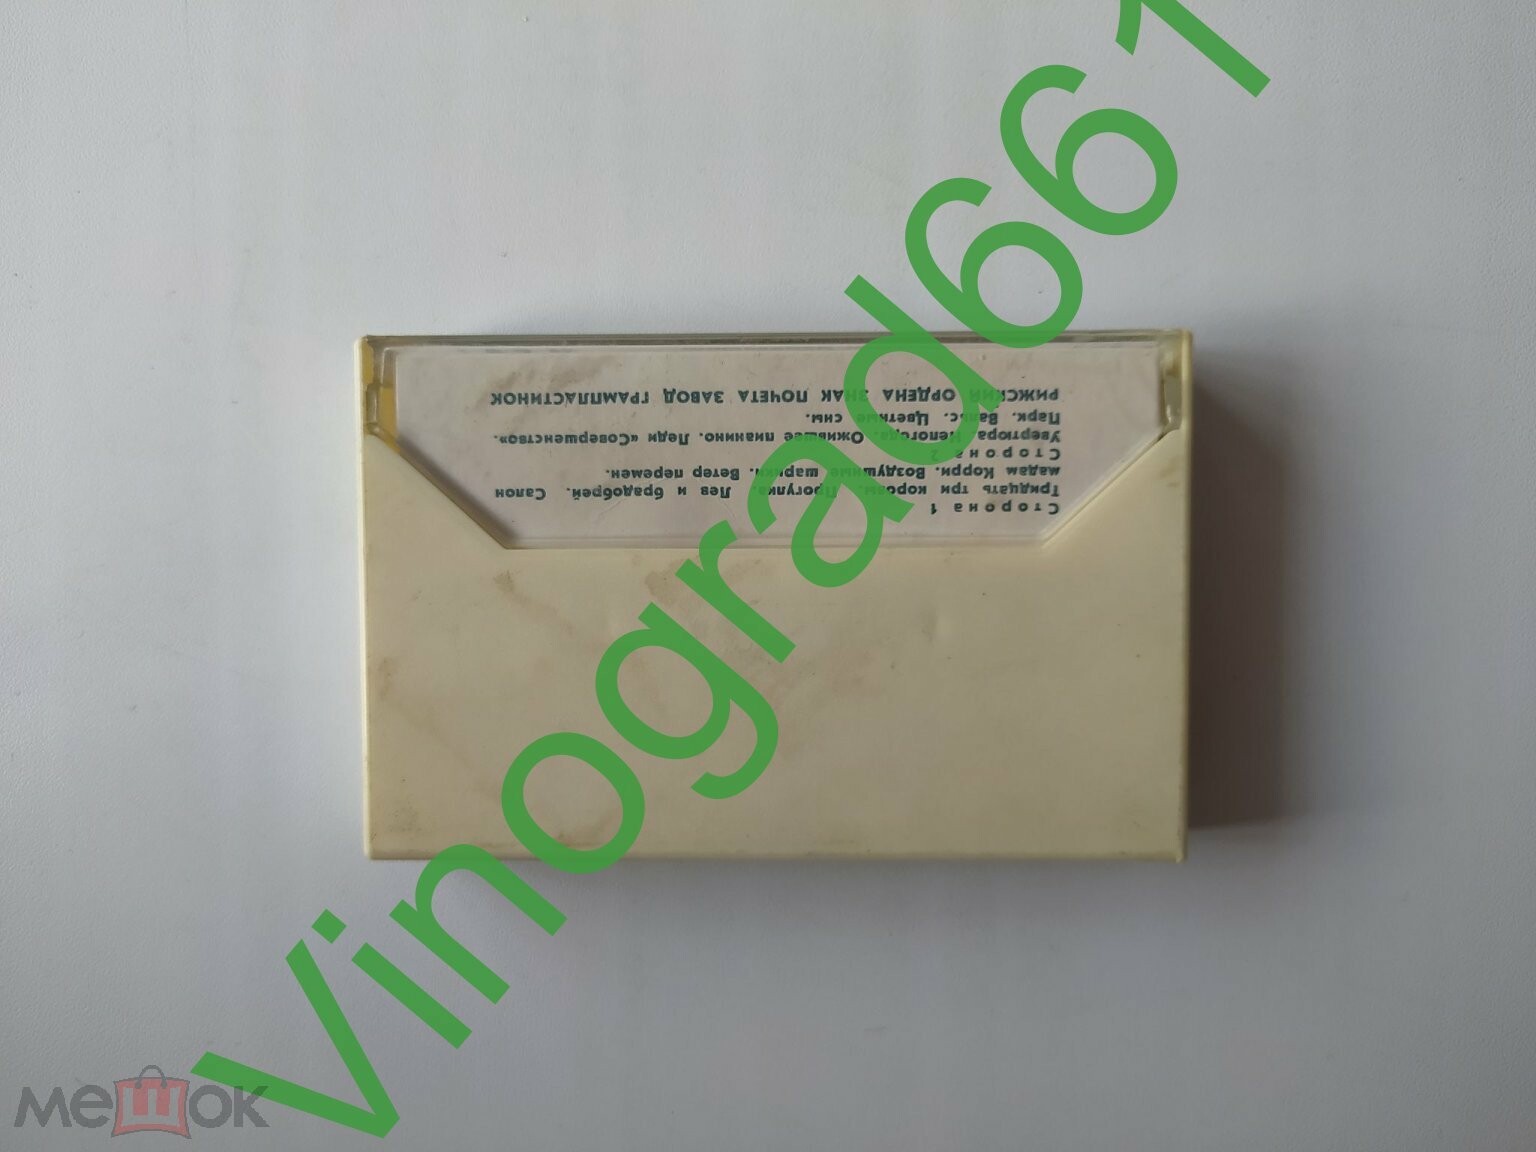 Сторона 1
Тридцать три коровы. Прогулка. Лев и брадобрей. Салон
мадам Корри. Воздушные шарики. Ветер перемен.
Сторона 2
Увертюра. Непогода. Ожившее пианино. Леди «Совершенство».
Парк. Вальс. Цветные сны.
РИЖСКИЙ ОРДЕНА ЗНАК ПОЧЕТА ЗАВОД ГРАМПЛАСТИНОК
Vinograd661
мешок